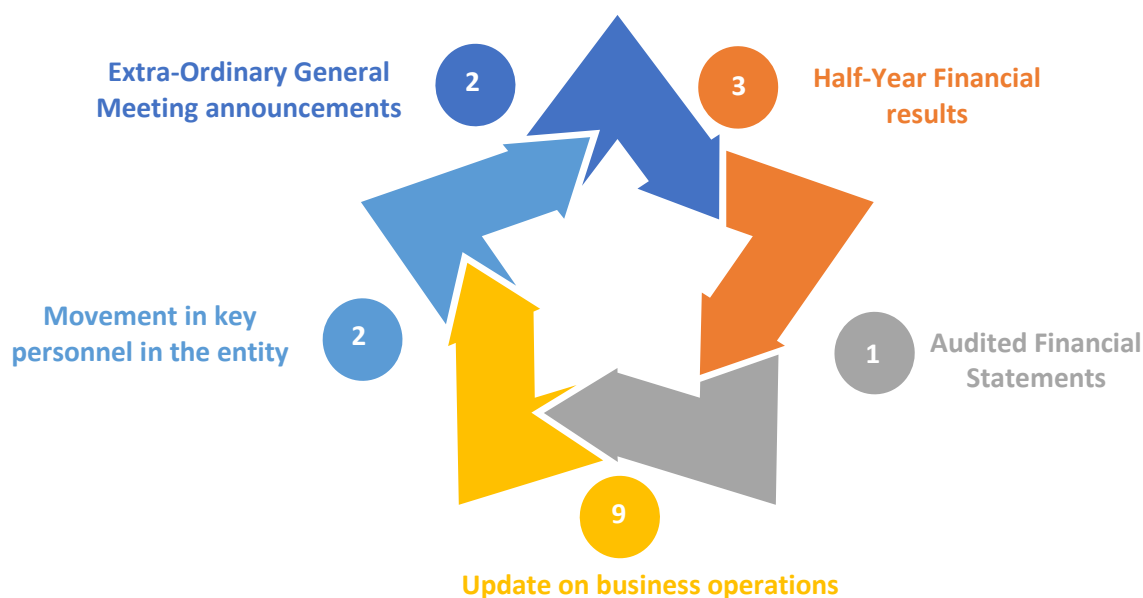 Extra-Ordinary General
Meeting announcements
2
3
Half-Year Financial
results
Movement in key
personnel in the entity
2
1
Audited Financial
Statements
9
Update on business operations